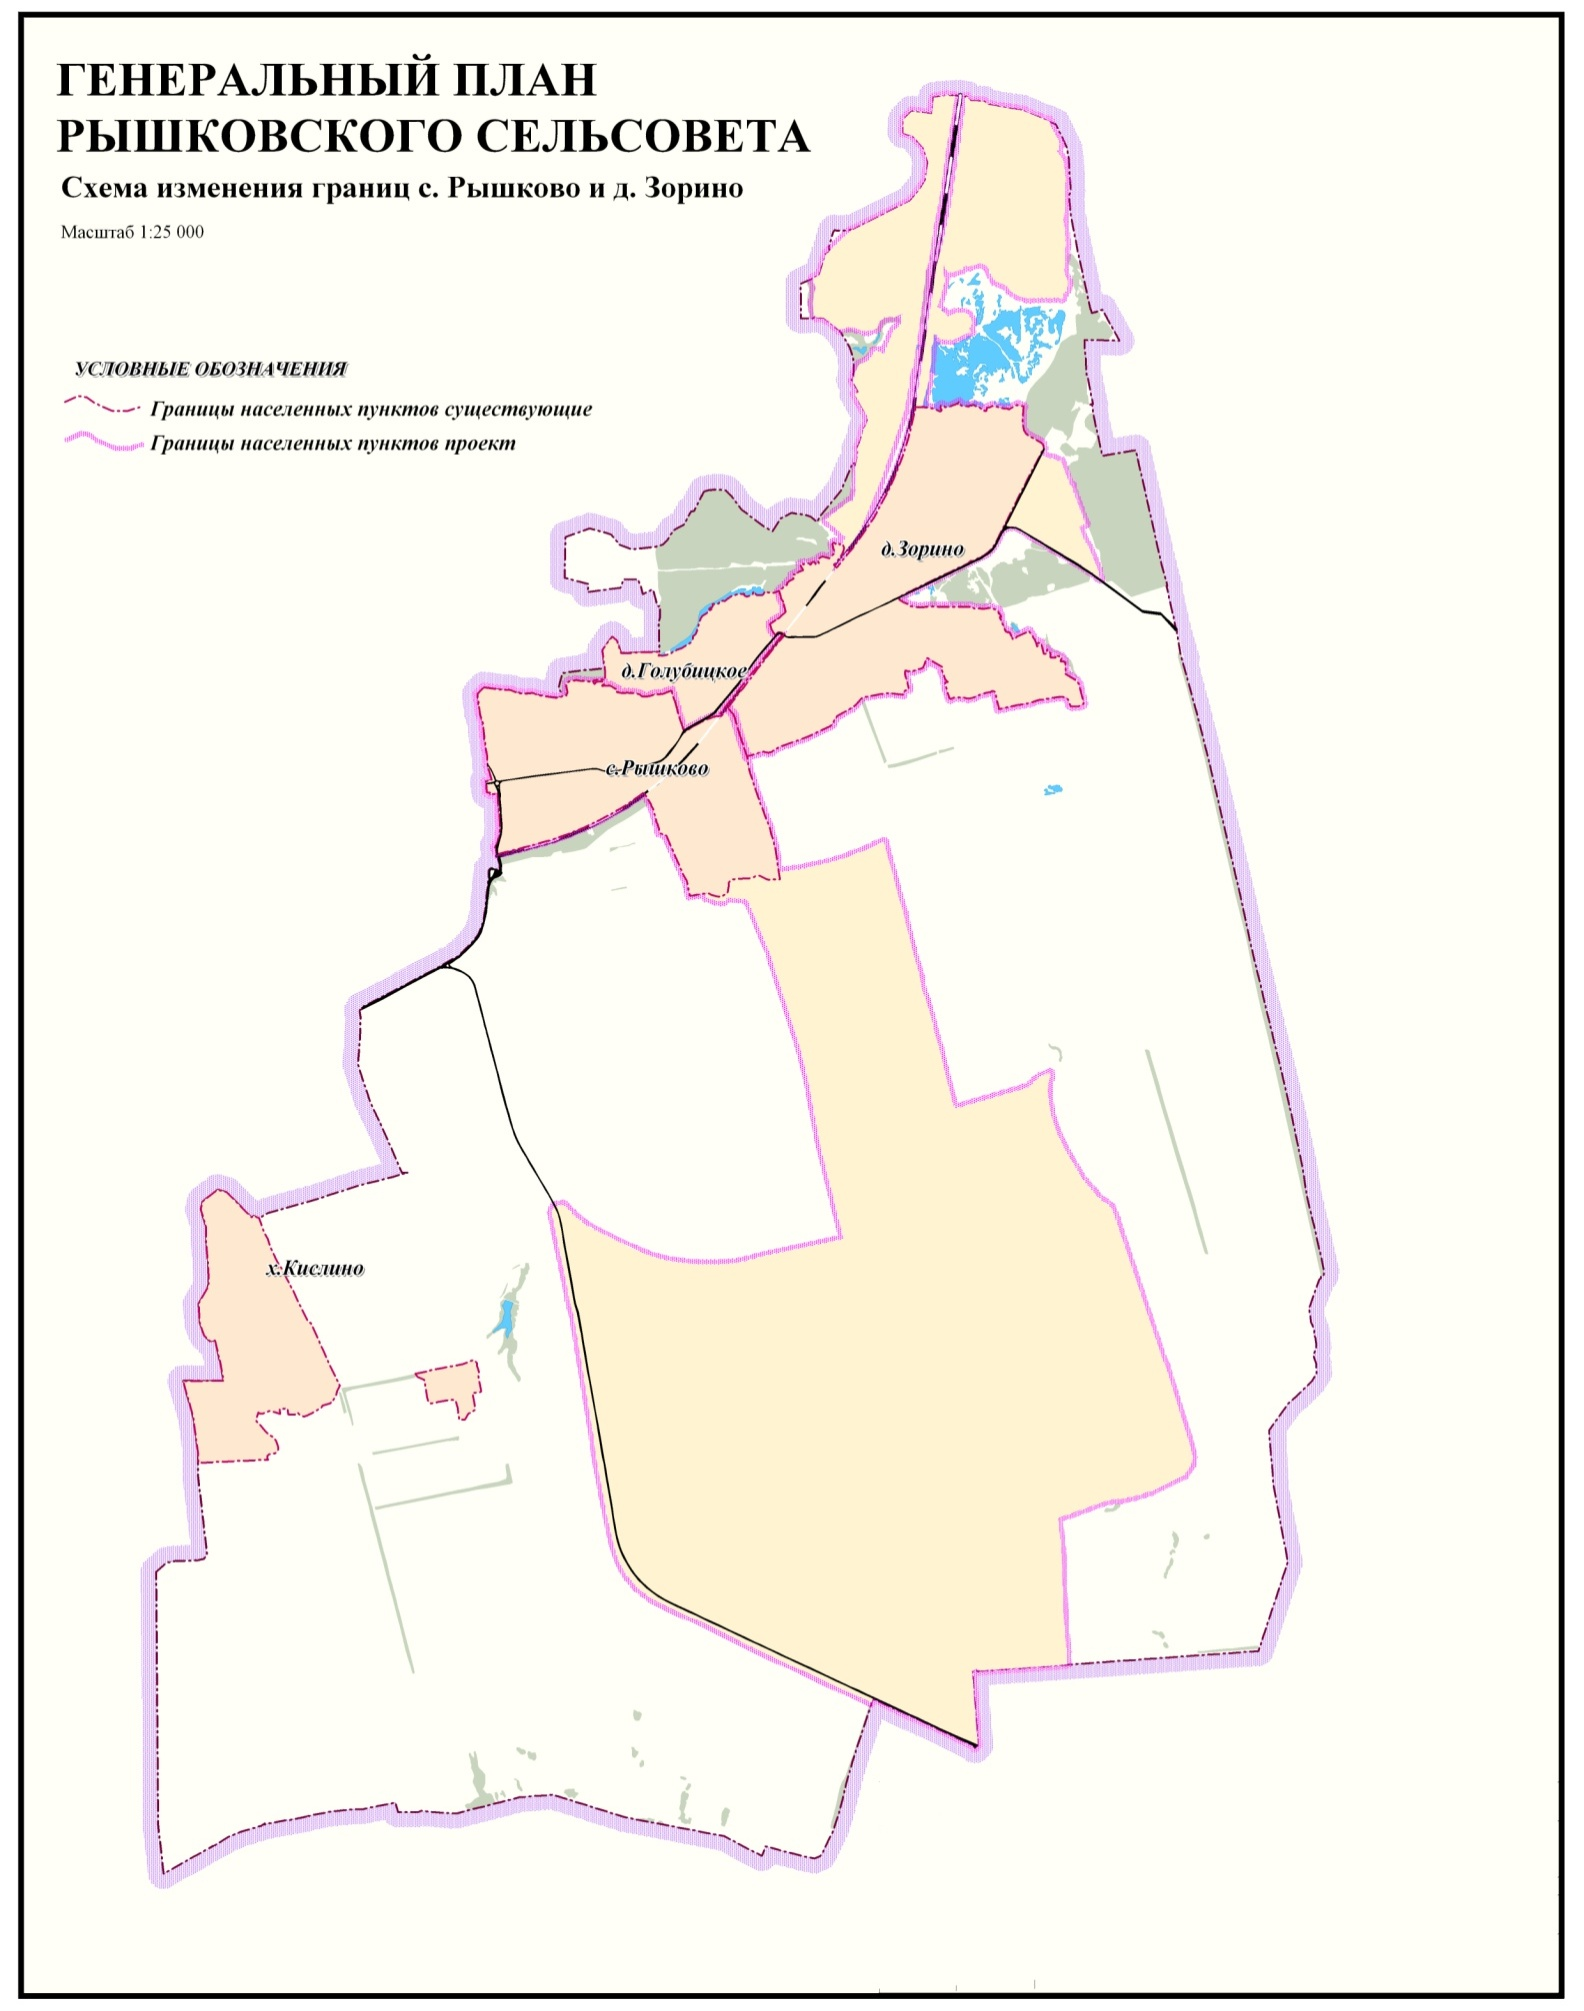 ГЕНЕРАЛЬНЫЙ ПЛАН
РЫШКОВСКОГО СЕЛЬСОВЕТА
Схема изменения границ с. Рышково и д. Зорино
Масштаб 1:25 000
УСЛОВНЫЕ ОБОЗНАЧЕНИЯ
Границы населенных пунктов существующие
Границы населенных пунктов проект
д.Зорино
д.Голубицкое
с.Рышково
х.Кислино